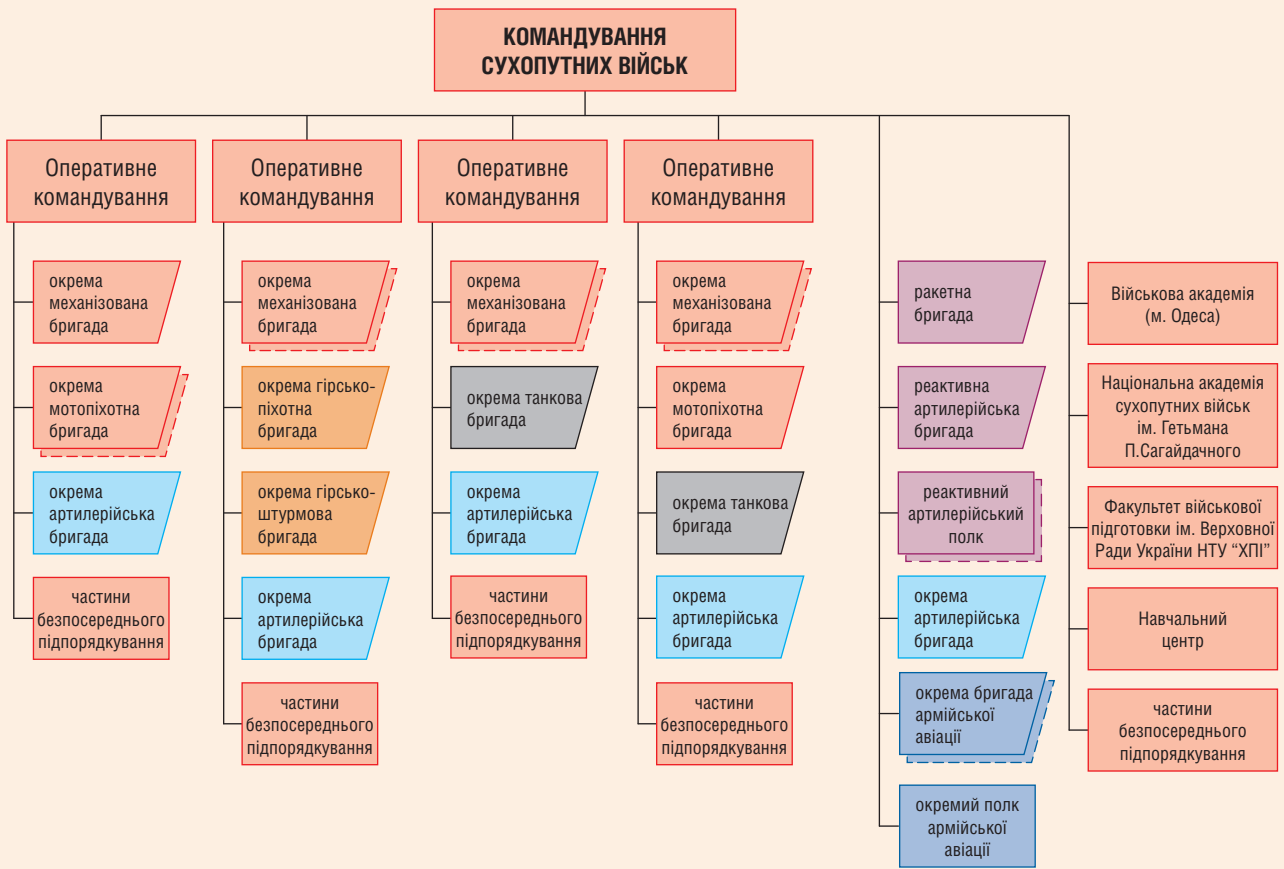 КОМАНДУВАННЯ
СУХОПУТНИХ ВІЙСЬК
Оперативне
командування
окрема
механізована
бригада
окрема
мотопіхотна
бригада
окрема
артилерійська
бригада
частини
безпосереднього
підпорядкування
Оперативне
командування
окрема
механізована
бригада
окрема гірсько-
піхотна
бригада
окрема гірсько-
штурмова
бригада
окрема
артилерійська
бригада
частини
безпосереднього
підпорядкування
Оперативне
командування
окрема
механізована
бригада
окрема танкова
бригада
окрема
артилерійська
бригада
частини
безпосереднього
підпорядкування
Оперативне
командування
окрема
механізована
бригада
окрема
мотопіхотна
бригада
окрема танкова
бригада
окрема
артилерійська
бригада
частини
безпосереднього
підпорядкування
ракетна
бригада
реактивна
артилерійська
бригада
реактивний
артилерійський
полк
окрема
артилерійська
бригада
окрема бригада
армійської
авіації
окремий полк
армійської
авіації
Військова академія
(м. Одеса)
Національна академія
сухопутних військ
ім. Гетьмана
П.Сагайдачного
Факультет військової
підготовки ім. Верховної
Ради України НТУ “ХПІ”
Навчальний
центр
частини
безпосереднього
підпорядкування